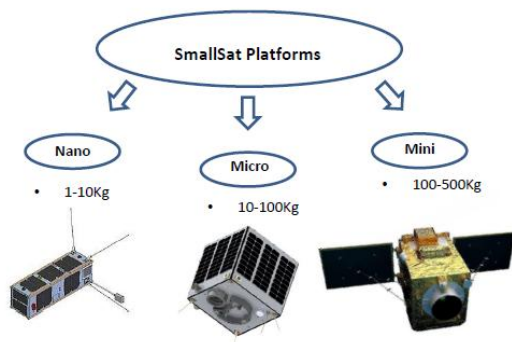 SmallSat Platforms
Nano
Micro
Mini
• 1-10Kg
• 10-100Kg
• 100-500Kg